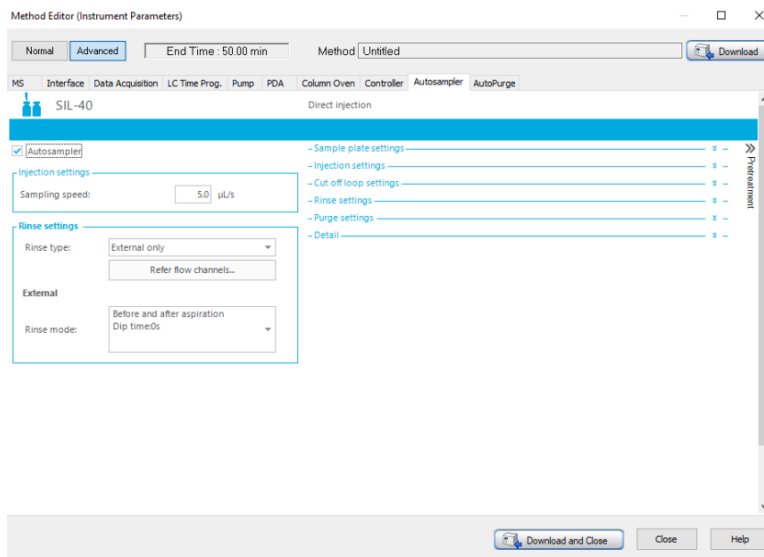 Method Editor (Instrument Parameters)
Normal Advanced End Time : 50.00 min Method Untitled Download
MS Interface Data Acquisition LC Time Prog. Pump PDA Column Oven Controller Autosampler AutoPurge
SIL-40 Direct injection
Autosampler
Injection settings
Sampling speed: 5.0 µL/s
Rinse settings
Rinse type: External only
Refer flow channels...
External
Rinse mode: Before and after aspiration
Dip time:0s
Sample plate settings
Injection settings
Cut off loop settings
Rinse settings
Purge settings
Detail
Pretreatment
Download and Close Close Help